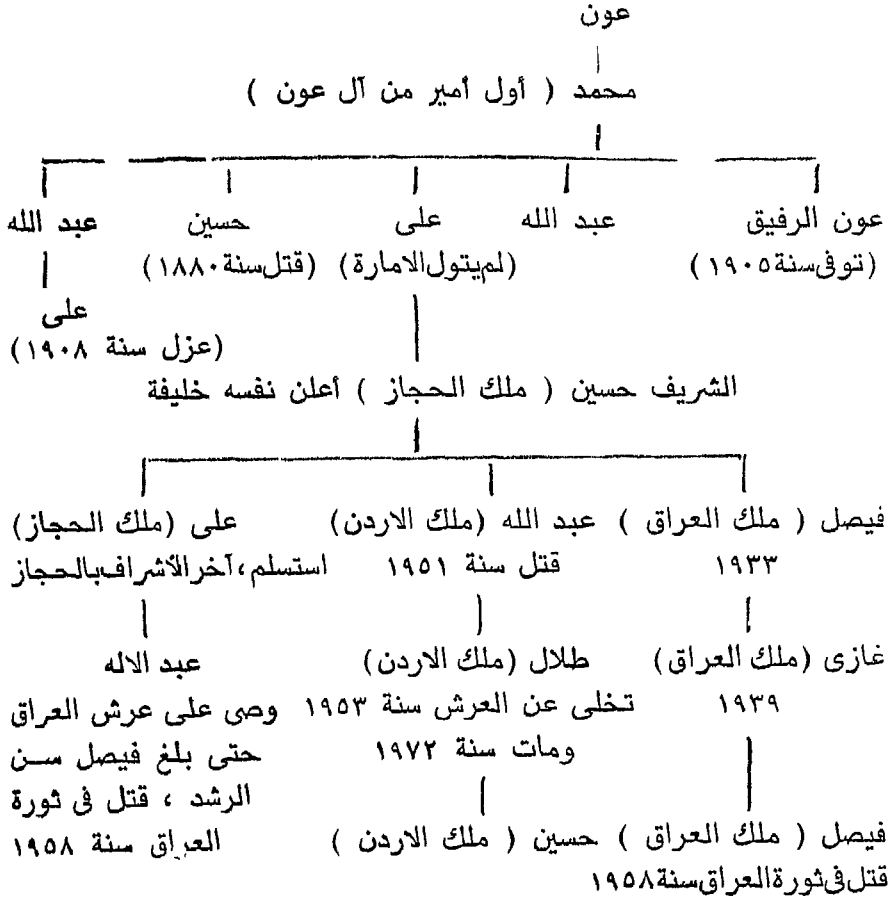 عون
محمد ( أول أمير من آل عون )
عون الرفيق عبد الله على حسين عبد الله
(توفى سنة ١٩٠٥) (لم يتول الامارة) (قتل سنة ١٨٨٠)
على
(عزل سنة ١٩٠٨)
الشريف حسين ( ملك الحجاز ) أعلن نفسه خليفة
فيصل ( ملك العراق ) عبد الله (ملك الاردن) على (ملك الحجاز)
١٩٣٣ قتل سنة ١٩٥١ استسلم ، آخر الأشراف بالحجاز
غازى (ملك العراق) طلال (ملك الاردن) عبد الاله
١٩٣٩ تخلى عن العرش سنة ١٩٥٣ وصى على عرش العراق
ومات سنة ١٩٧٢ حتى بلغ فيصل سن
الرشد ، قتل فى ثورة
فيصل ( ملك العراق ) حسين ( ملك الاردن ) العراق سنة ١٩٥٨
قتل فى ثورة العراق سنة ١٩٥٨